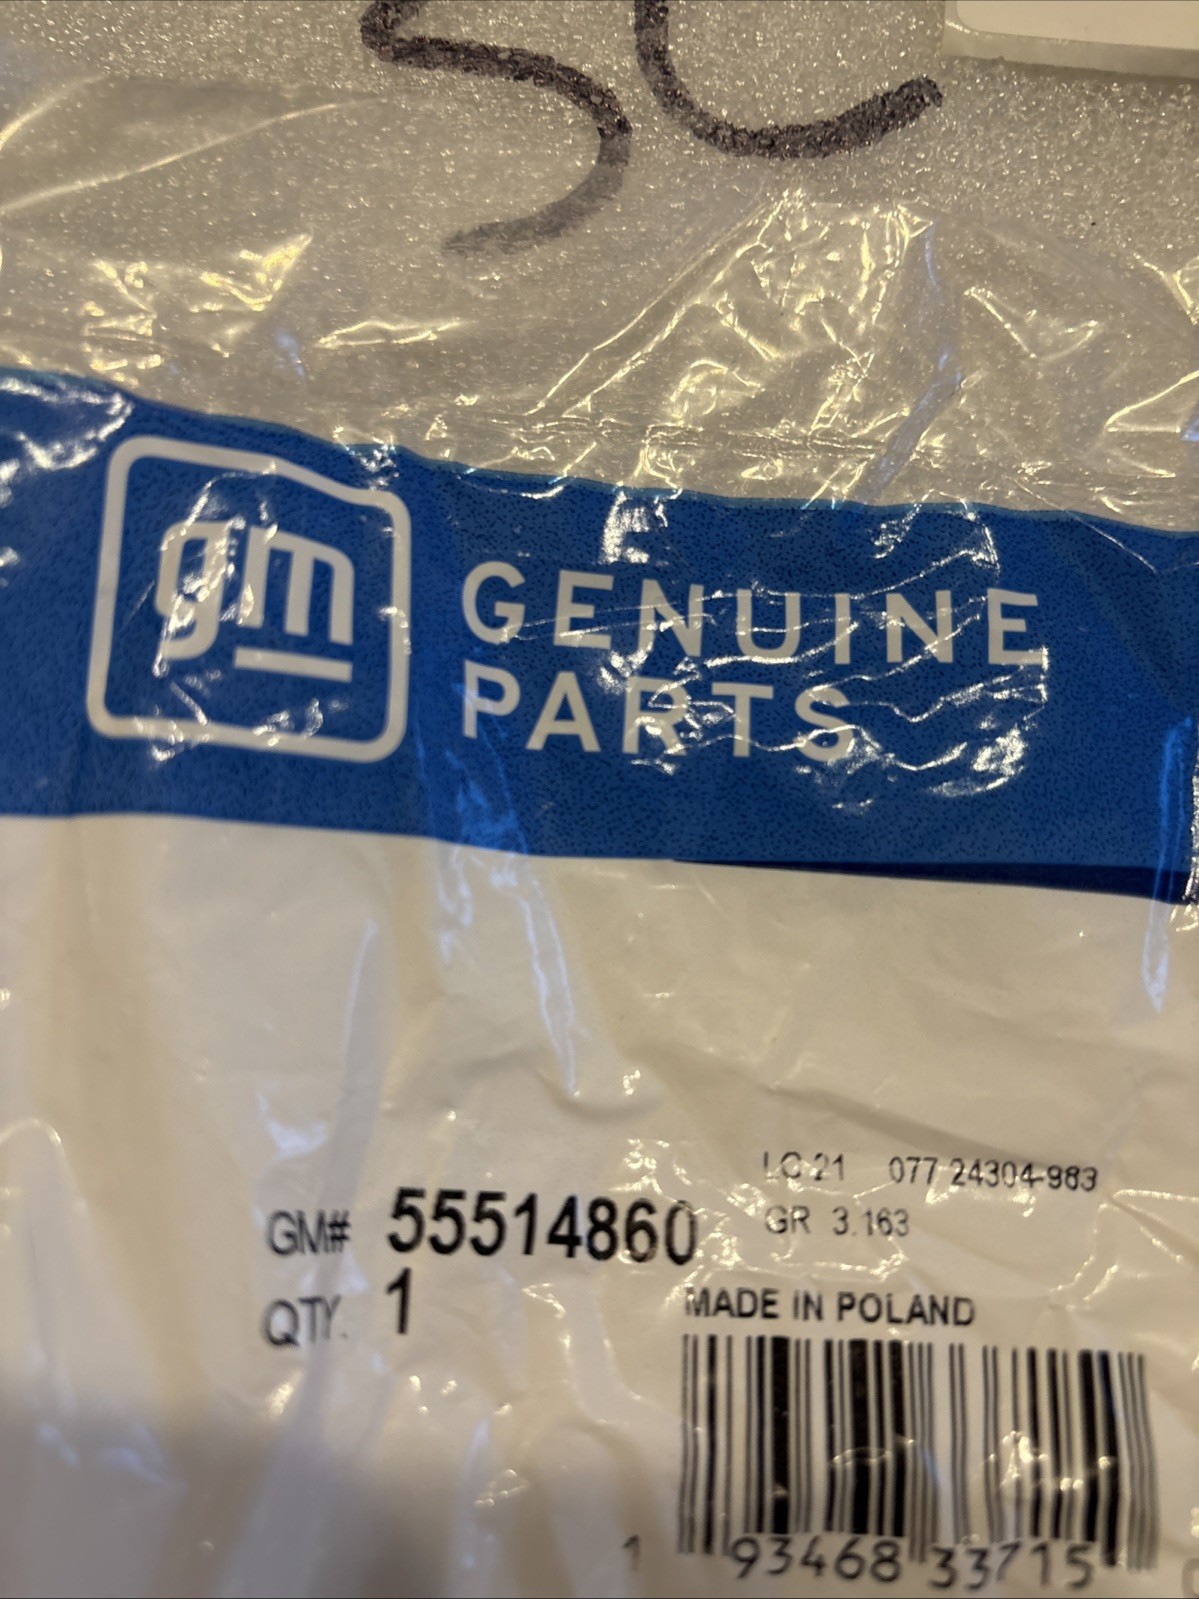 gm
GENUINE
PARTS
LC 21 077 24304-983
GM# 55514860
GR 3.163
QTY. 1
MADE IN POLAND
1 93468 33715